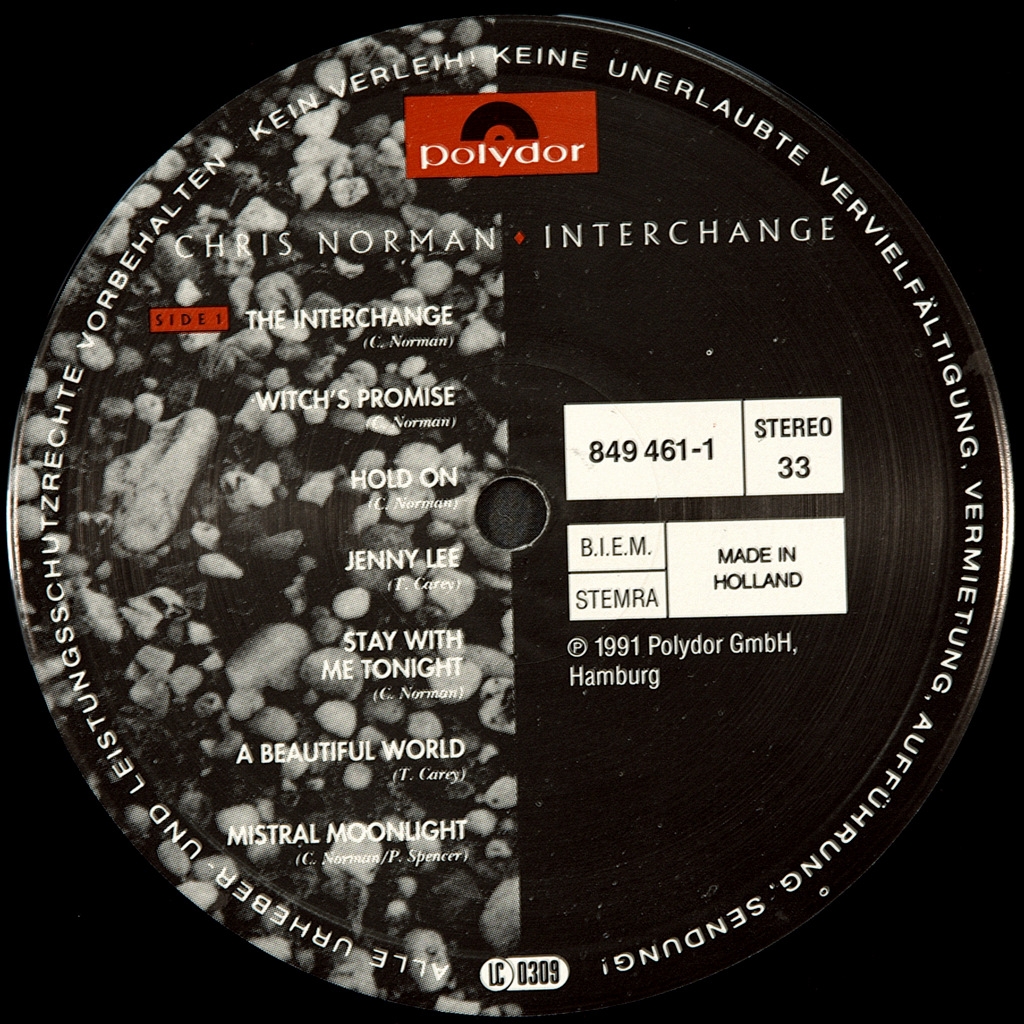 ALLE URHEBER- UND LEISTUNGSSCHUTZRECHTE VORBEHALTEN KEIN VERLEIH! KEINE UNERLAUBTE VERVIELFÄLTIGUNG, VERMIETUNG, AUFFÜHRUNG, SENDUNG!
polydor
CHRIS NORMAN ♦ INTERCHANGE
SIDE 1 THE INTERCHANGE
(C. Norman)
WITCH'S PROMISE
(C. Norman)
HOLD ON
(C. Norman)
JENNY LEE
(T. Carey)
STAY WITH
ME TONIGHT
(C. Norman)
A BEAUTIFUL WORLD
(T. Carey)
MISTRAL MOONLIGHT
(C. Norman/P. Spencer)
849 461-1
STEREO
33
B.I.E.M.
STEMRA
MADE IN
HOLLAND
℗ 1991 Polydor GmbH,
Hamburg
LC 0309